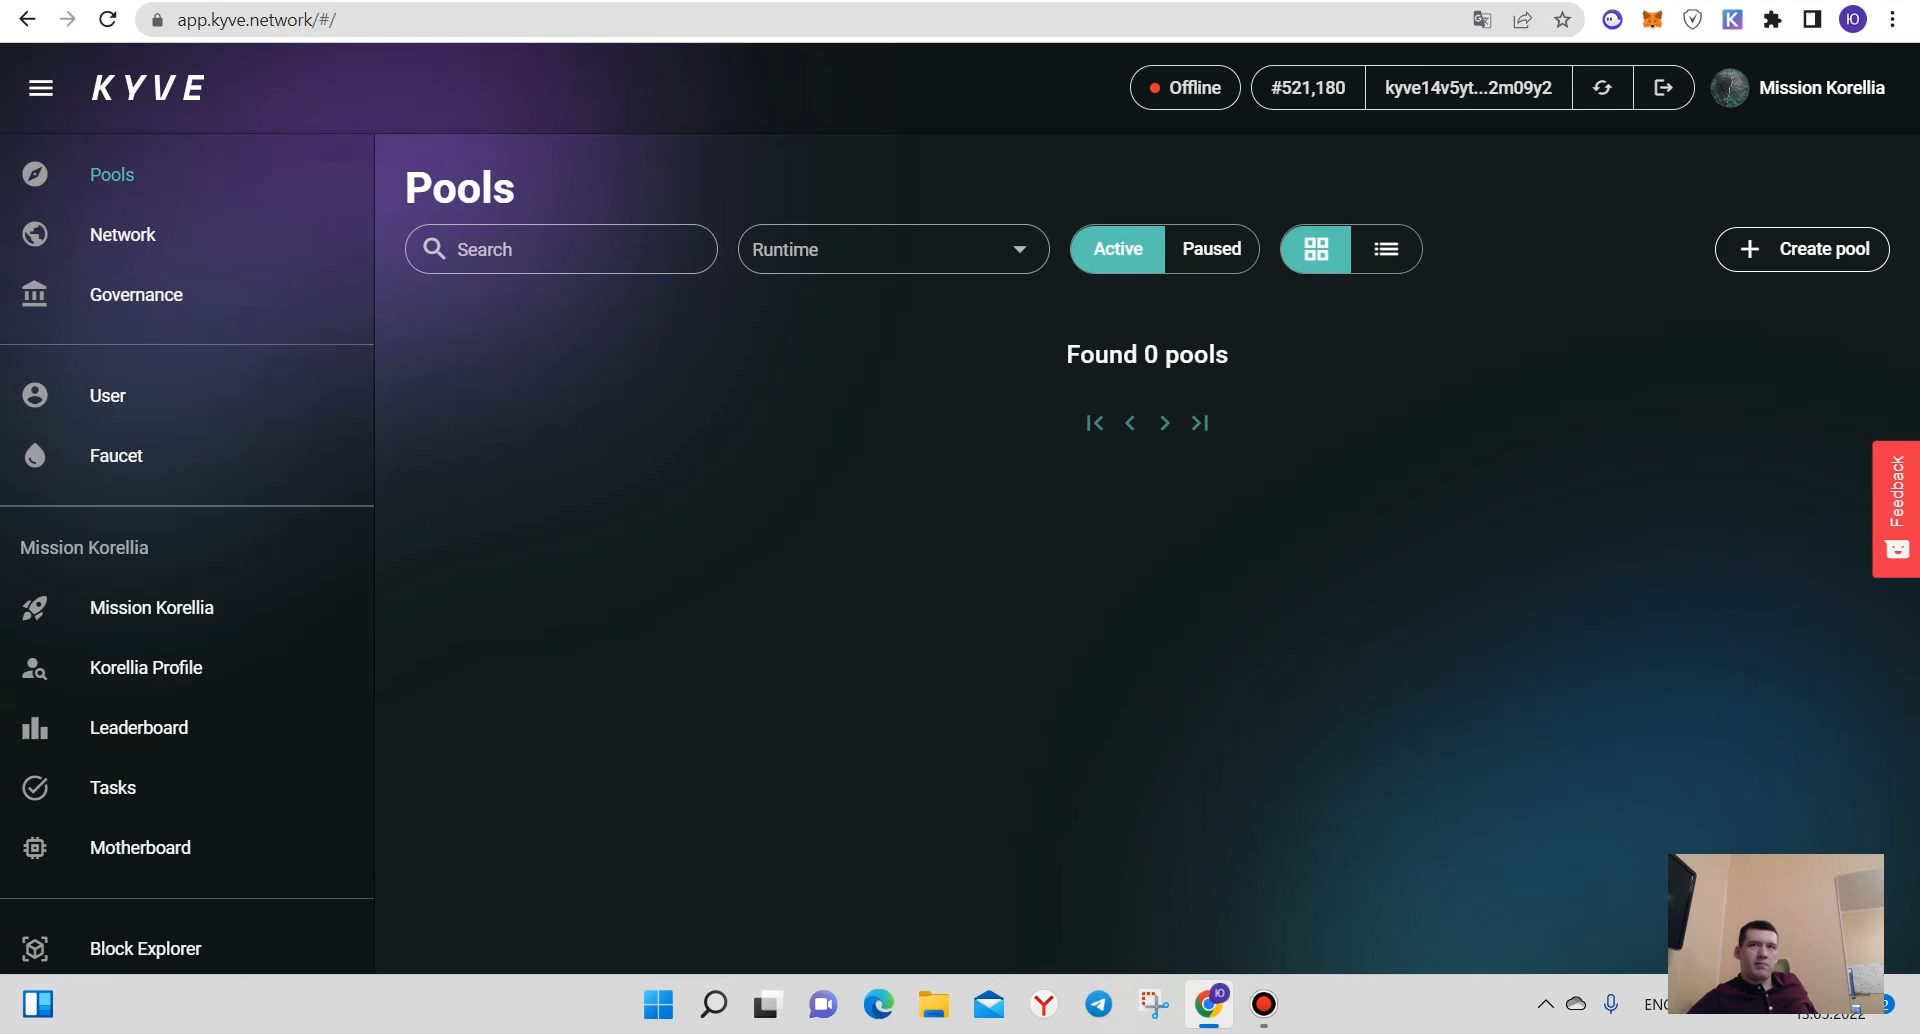 app.kyve.network/#/
Ю
KYVE
Offline
#521,180
kyve14v5yt...2m09y2
Mission Korellia
Pools
Network
Governance
User
Faucet
Mission Korellia
Mission Korellia
Korellia Profile
Leaderboard
Tasks
Motherboard
Block Explorer
Pools
Search
Runtime
Active
Paused
Create pool
Found 0 pools
Feedback
Ю
2